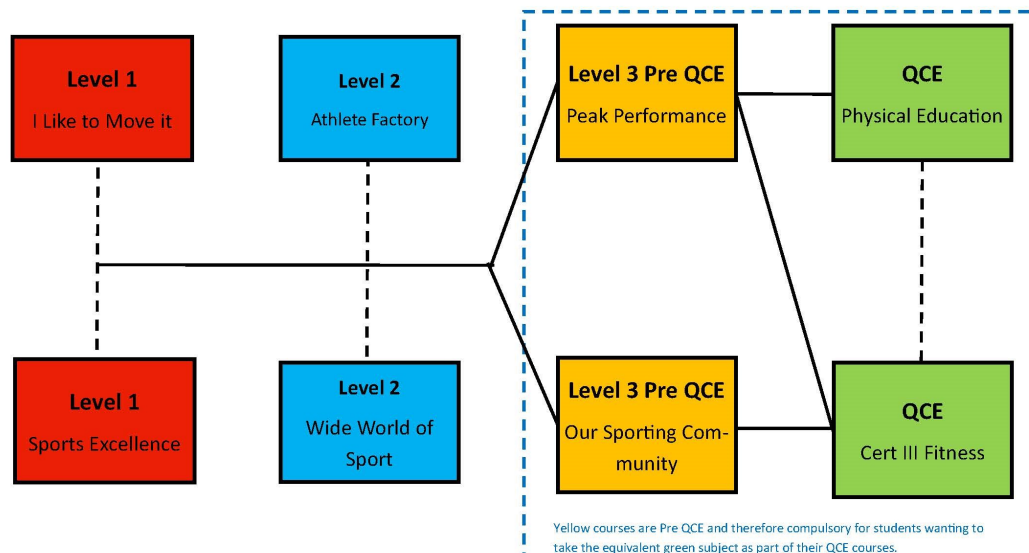 Level 1
I Like to Move it
Level 2
Athlete Factory
Level 3 Pre QCE
Peak Performance
QCE
Physical Education
Level 1
Sports Excellence
Level 2
Wide World of
Sport
Level 3 Pre QCE
Our Sporting Com-
munity
QCE
Cert III Fitness
Yellow courses are Pre QCE and therefore compulsory for students wanting to
take the equivalent green subject as part of their QCE courses.